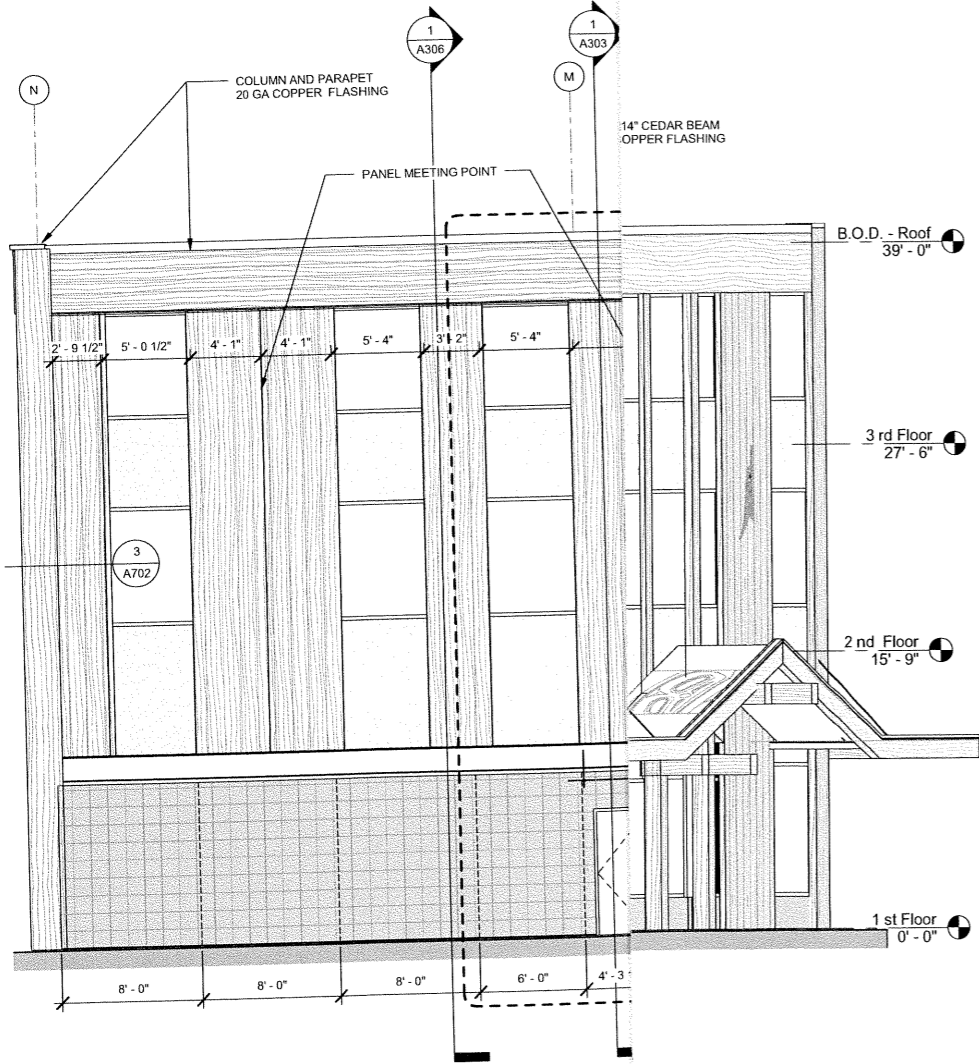 1
A306
1
A303
N
M
COLUMN AND PARAPET
20 GA COPPER FLASHING
14" CEDAR BEAM
OPPER FLASHING
PANEL MEETING POINT
B.O.D. - Roof
39' - 0"
2' - 9 1/2"
5' - 0 1/2"
4' - 1"
4' - 1"
5' - 4"
3' - 2"
5' - 4"
3 rd Floor
27' - 6"
3
A702
2 nd Floor
15' - 9"
1 st Floor
0' - 0"
8' - 0"
8' - 0"
8' - 0"
6' - 0"
4' - 3